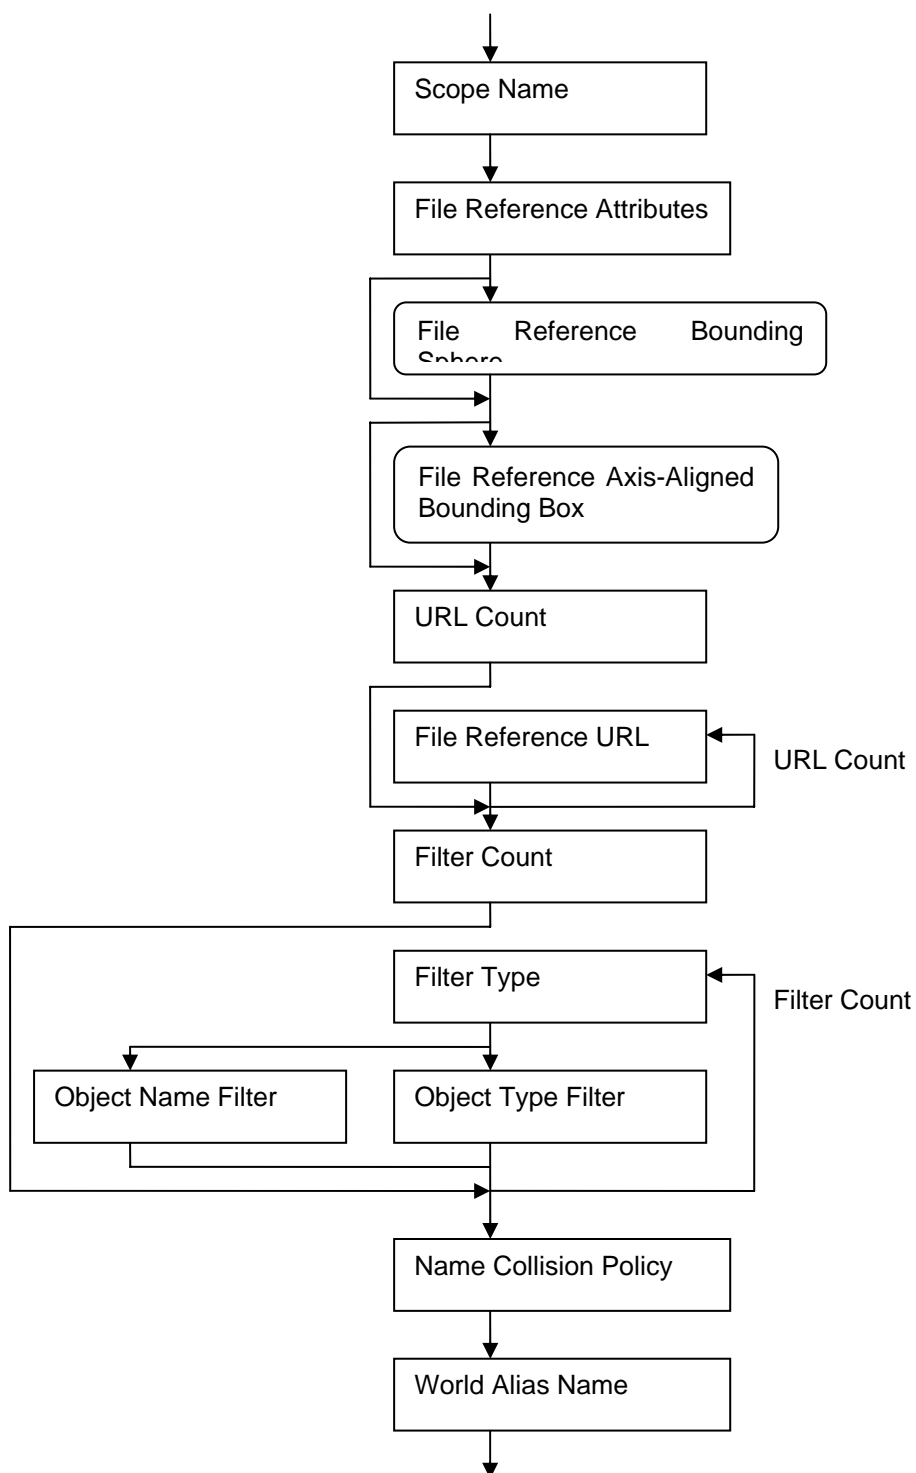 Scope Name
File Reference Attributes
File Reference Bounding
Sphere
File Reference Axis-Aligned
Bounding Box
URL Count
File Reference URL
URL Count
Filter Count
Filter Type
Filter Count
Object Name Filter
Object Type Filter
Name Collision Policy
World Alias Name